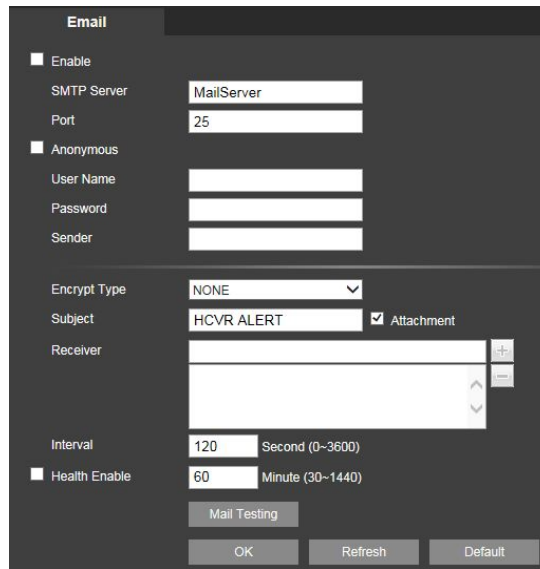 Email
Enable
SMTP Server MailServer
Port 25
Anonymous
User Name
Password
Sender
Encrypt Type NONE
Subject HCVR ALERT Attachment
Receiver
Interval 120 Second (0~3600)
Health Enable 60 Minute (30~1440)
Mail Testing
OK Refresh Default